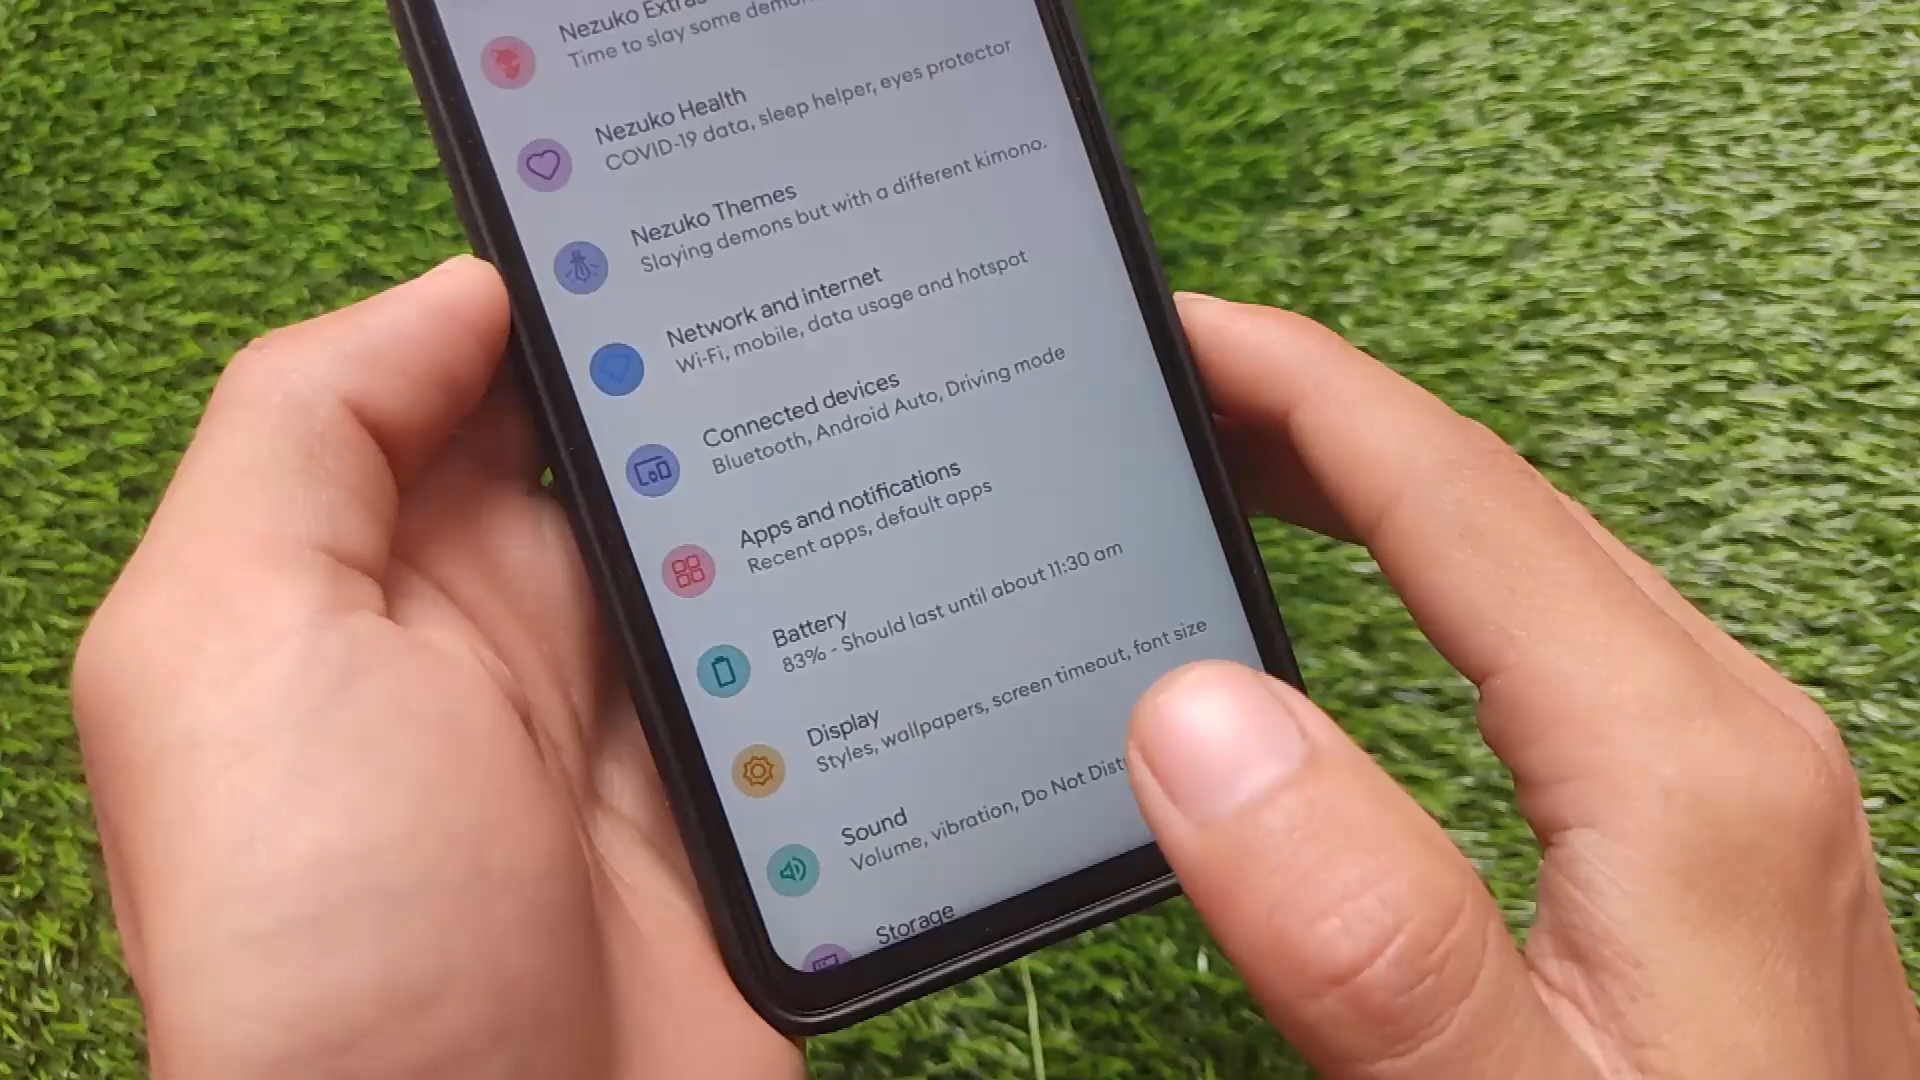 Nezuko Extras
Time to slay some demons
Nezuko Health
COVID-19 data, sleep helper, eyes protector
Nezuko Themes
Slaying demons but with a different kimono.
Network and internet
Wi-Fi, mobile, data usage and hotspot
Connected devices
Bluetooth, Android Auto, Driving mode
Apps and notifications
Recent apps, default apps
Battery
83% - Should last until about 11:30 am
Display
Styles, wallpapers, screen timeout, font size
Sound
Volume, vibration, Do Not
Storage